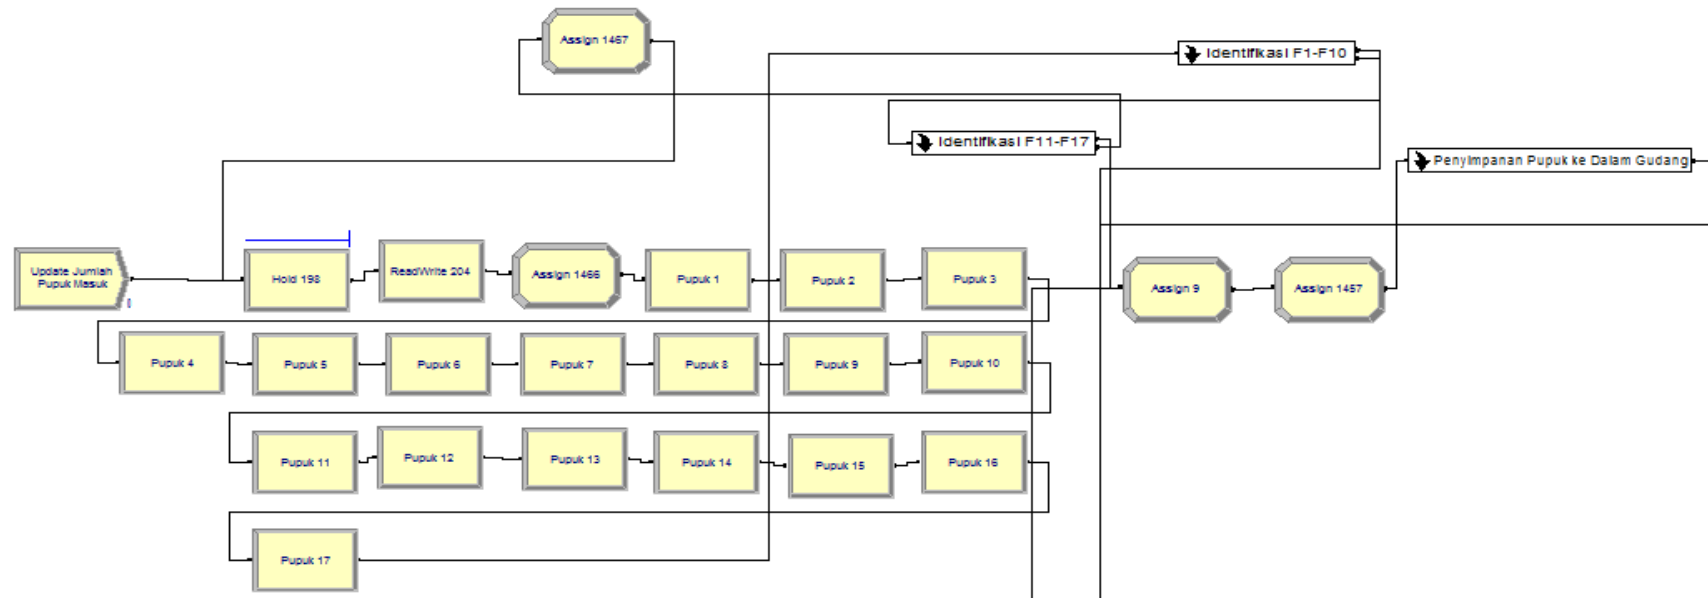 Assign 1467
Identifikasi F1-F10
Identifikasi F11-F17
Penyimpanan Pupuk ke Dalam Gudang
Update Jumlah
Pupuk Masuk
0
Hold 198
ReadWrite 204
Assign 1466
Pupuk 1
Pupuk 2
Pupuk 3
Assign 9
Assign 1457
Pupuk 4
Pupuk 5
Pupuk 6
Pupuk 7
Pupuk 8
Pupuk 9
Pupuk 10
Pupuk 11
Pupuk 12
Pupuk 13
Pupuk 14
Pupuk 15
Pupuk 16
Pupuk 17